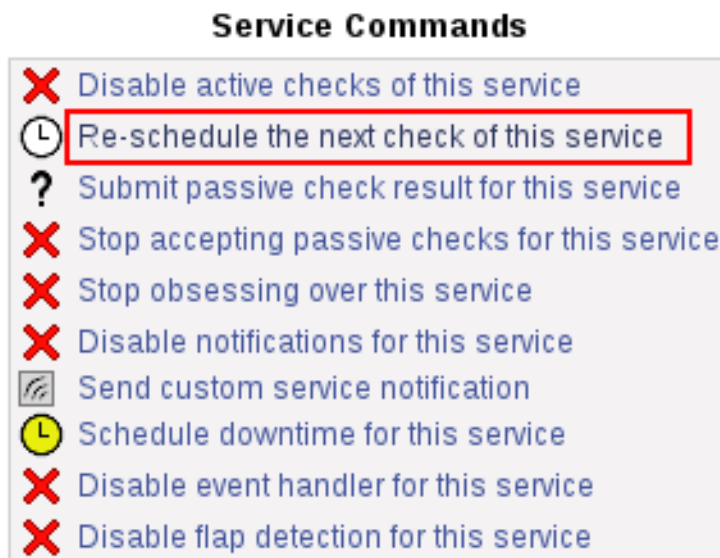 Service Commands
Disable active checks of this service
Re-schedule the next check of this service
? Submit passive check result for this service
Stop accepting passive checks for this service
Stop obsessing over this service
Disable notifications for this service
Send custom service notification
Schedule downtime for this service
Disable event handler for this service
Disable flap detection for this service